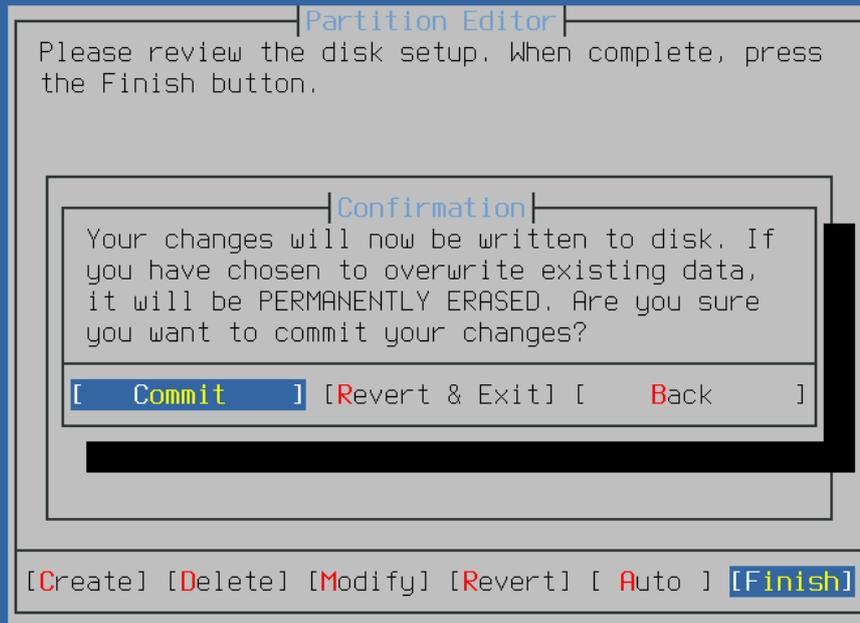 Partition Editor
Please review the disk setup. When complete, press
the Finish button.
Confirmation
Your changes will now be written to disk. If
you have chosen to overwrite existing data,
it will be PERMANENTLY ERASED. Are you sure
you want to commit your changes?
[ Commit ] [Revert & Exit] [ Back ]
[Create] [Delete] [Modify] [Revert] [ Auto ] [Finish]